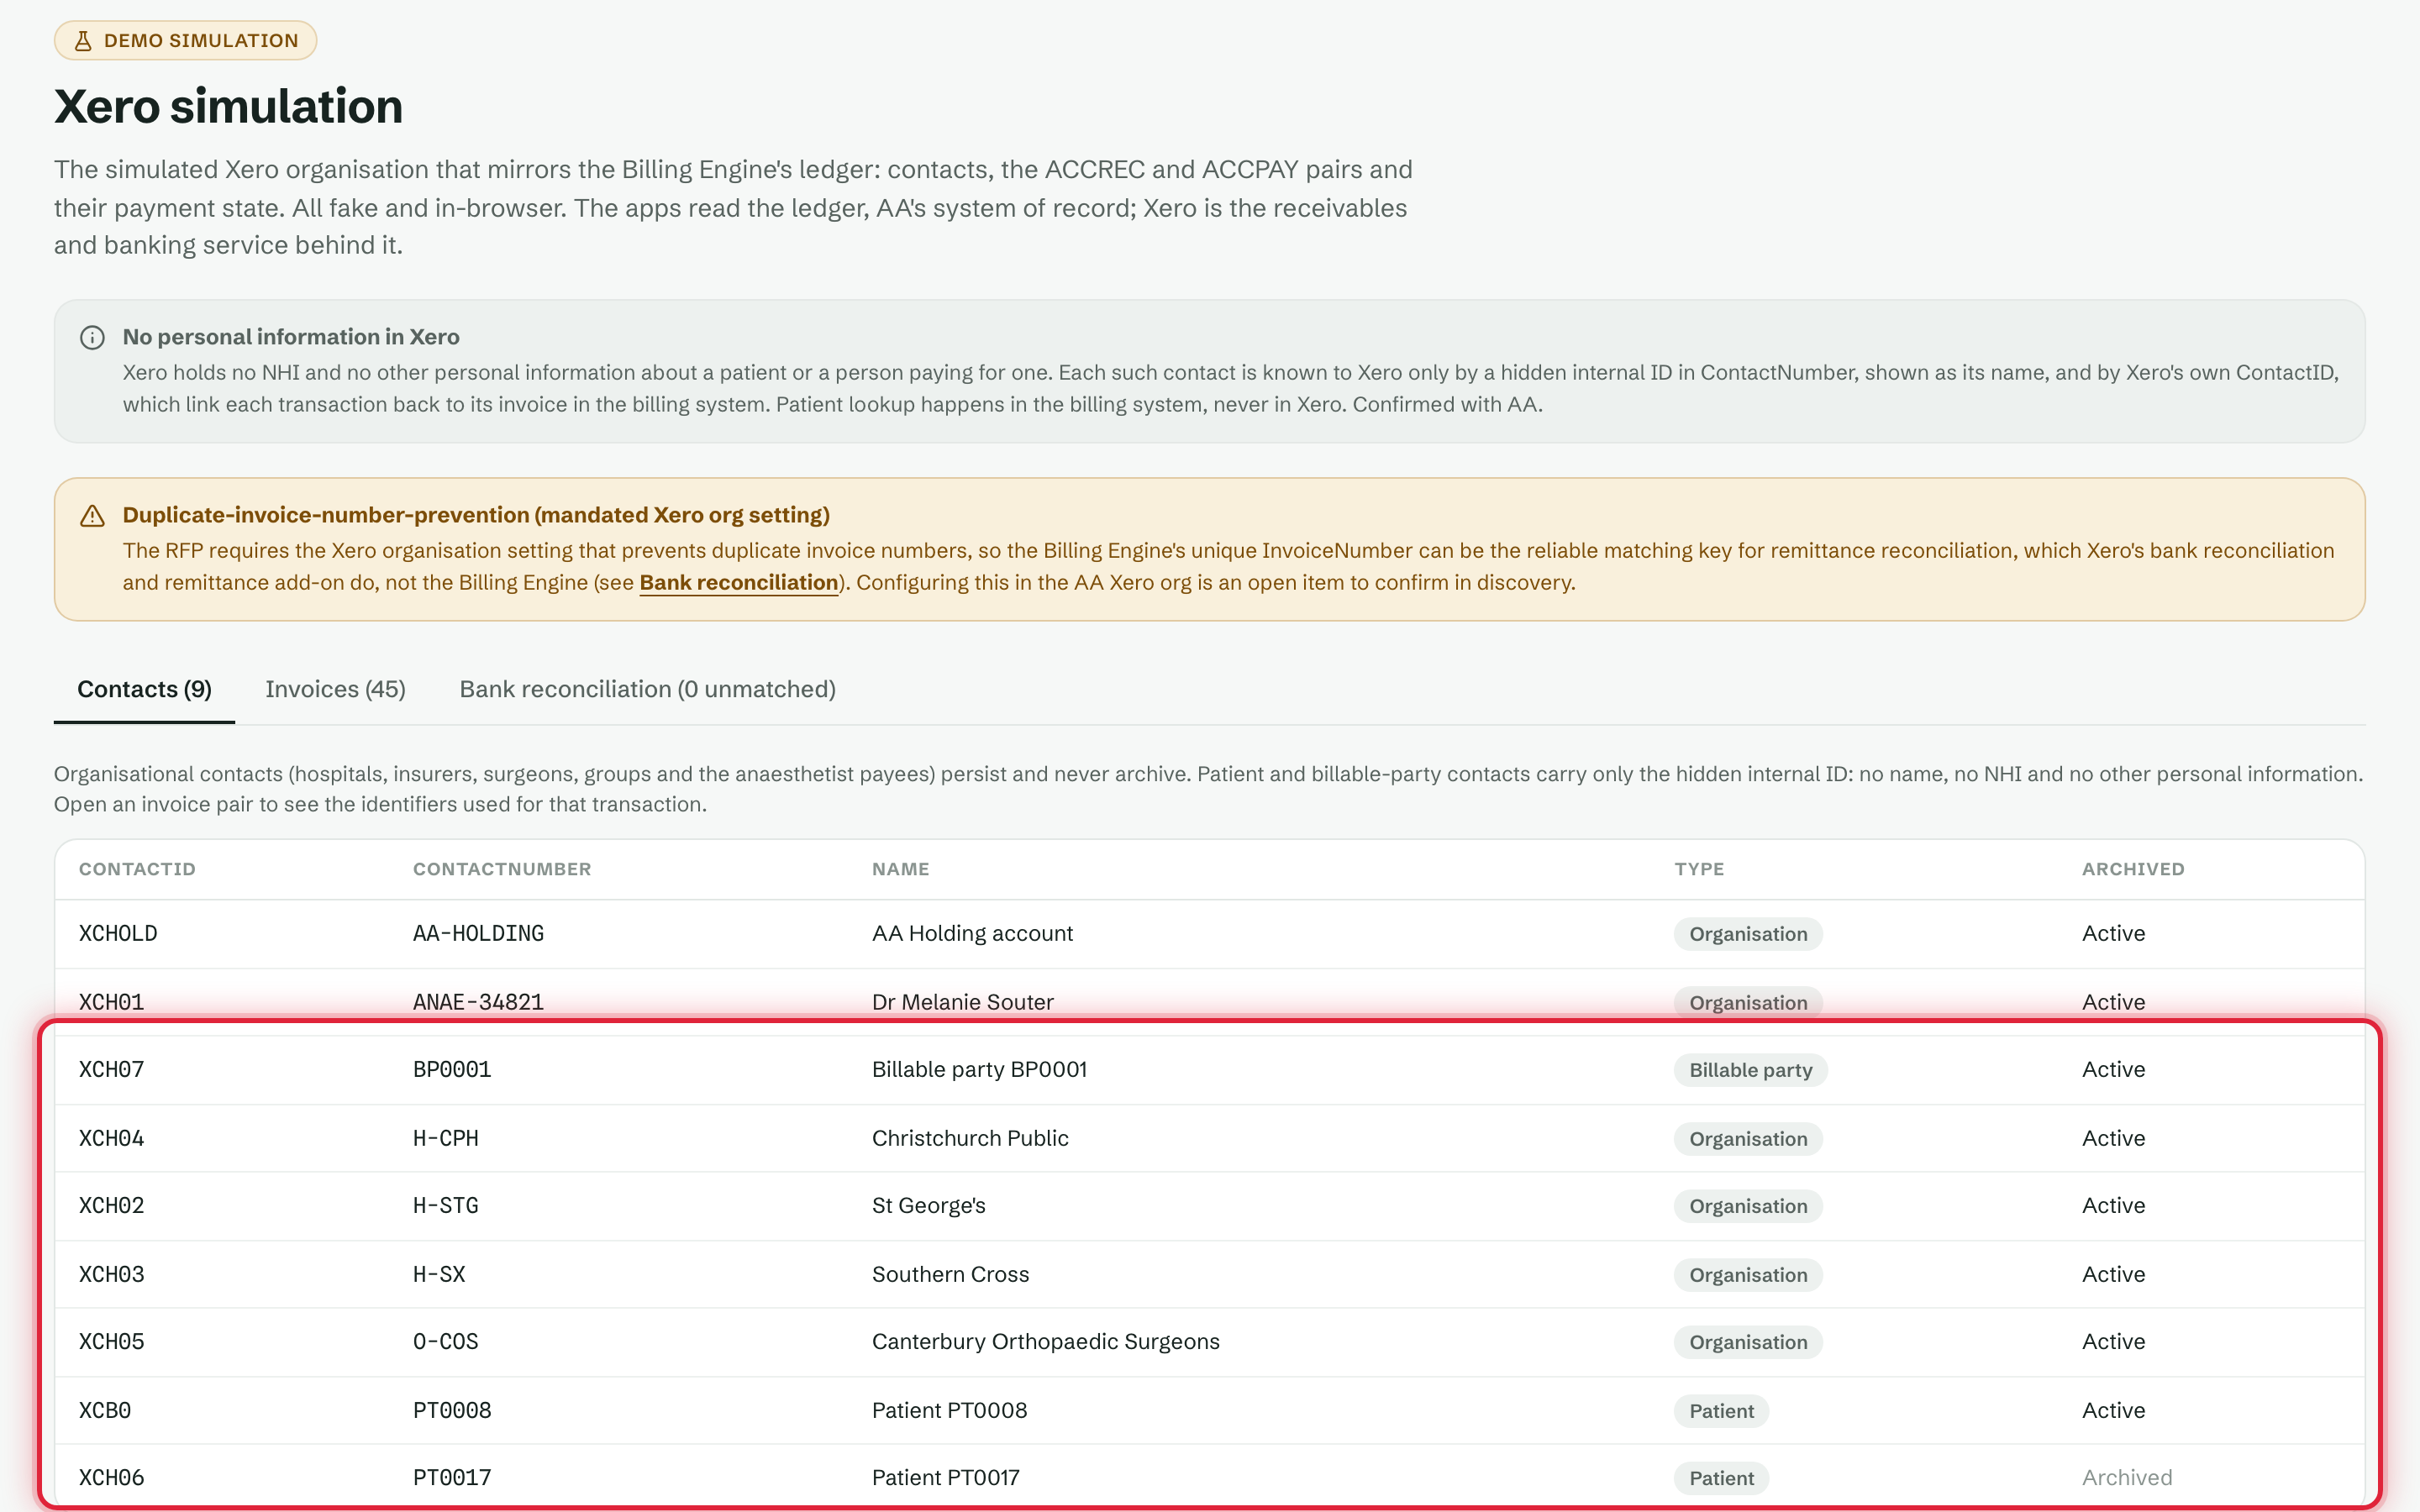 DEMO SIMULATION
Xero simulation
The simulated Xero organisation that mirrors the Billing Engine's ledger: contacts, the ACCREC and ACCPAY pairs and
their payment state. All fake and in-browser. The apps read the ledger, AA's system of record; Xero is the receivables
and banking service behind it.
No personal information in Xero
Xero holds no NHI and no other personal information about a patient or a person paying for one. Each such contact is known to Xero only by a hidden internal ID in ContactNumber, shown as its name, and by Xero's own ContactID,
which link each transaction back to its invoice in the billing system. Patient lookup happens in the billing system, never in Xero. Confirmed with AA.
Duplicate-invoice-number-prevention (mandated Xero org setting)
The RFP requires the Xero organisation setting that prevents duplicate invoice numbers, so the Billing Engine's unique InvoiceNumber can be the reliable matching key for remittance reconciliation, which Xero's bank reconciliation
and remittance add-on do, not the Billing Engine (see Bank reconciliation). Configuring this in the AA Xero org is an open item to confirm in discovery.
Contacts (9) Invoices (45) Bank reconciliation (0 unmatched)
Organisational contacts (hospitals, insurers, surgeons, groups and the anaesthetist payees) persist and never archive. Patient and billable-party contacts carry only the hidden internal ID: no name, no NHI and no other personal information.
Open an invoice pair to see the identifiers used for that transaction.
CONTACTID CONTACTNUMBER NAME TYPE ARCHIVED
XCHOLD AA-HOLDING AA Holding account Organisation Active
XCH01 ANAE-34821 Dr Melanie Souter Organisation Active
XCH07 BP0001 Billable party BP0001 Billable party Active
XCH04 H-CPH Christchurch Public Organisation Active
XCH02 H-STG St George's Organisation Active
XCH03 H-SX Southern Cross Organisation Active
XCH05 O-COS Canterbury Orthopaedic Surgeons Organisation Active
XCB0 PT0008 Patient PT0008 Patient Active
XCH06 PT0017 Patient PT0017 Patient Archived